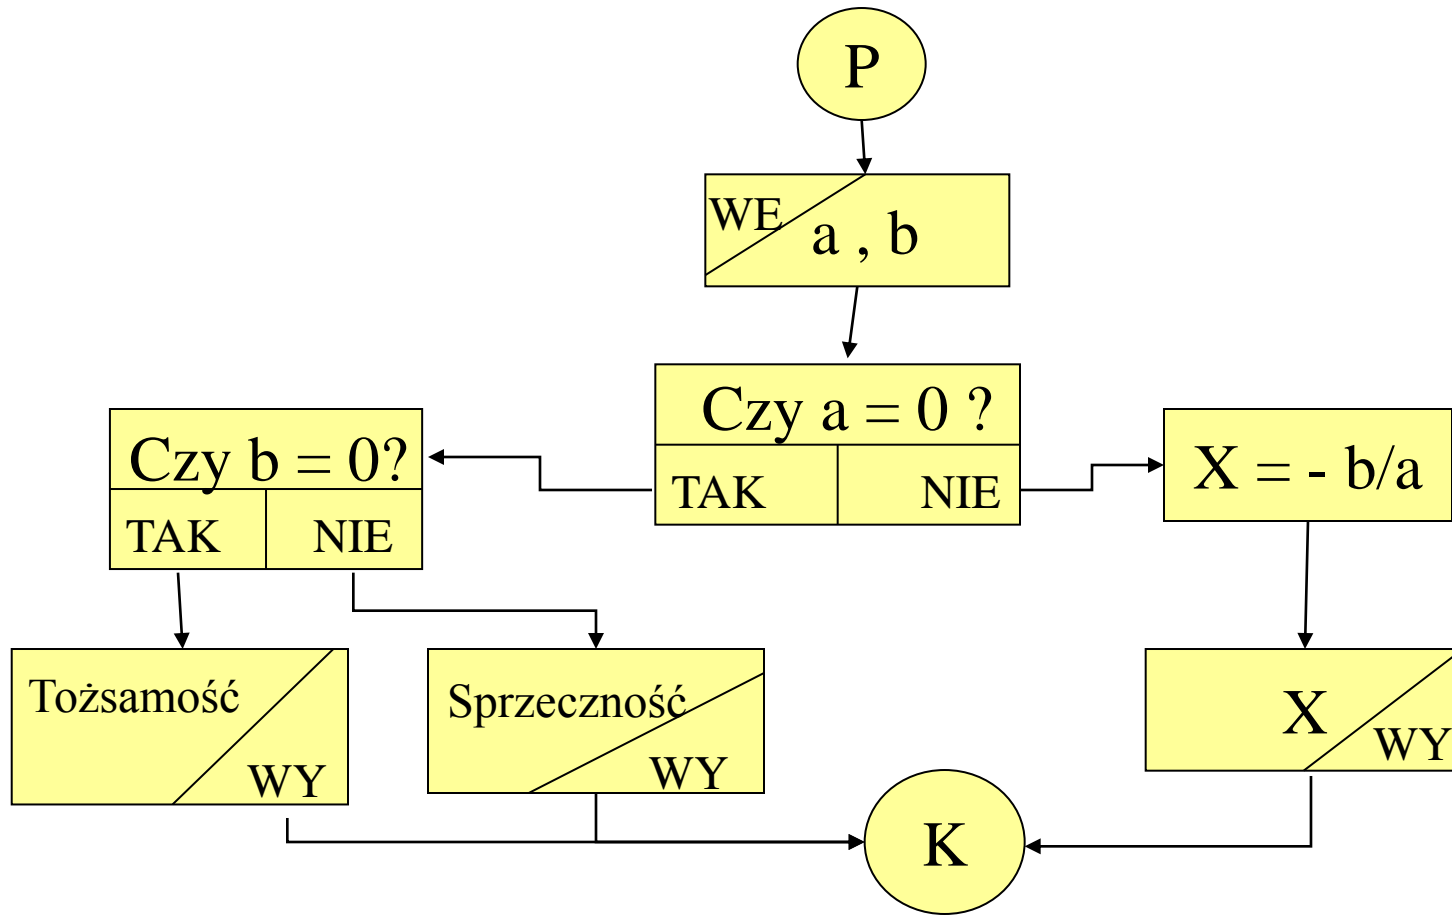 P
WE
a , b
Czy a = 0 ?
TAK NIE
Czy b = 0?
TAK NIE
X = - b/a
Tożsamość
WY
Sprzeczność
WY
X
WY
K